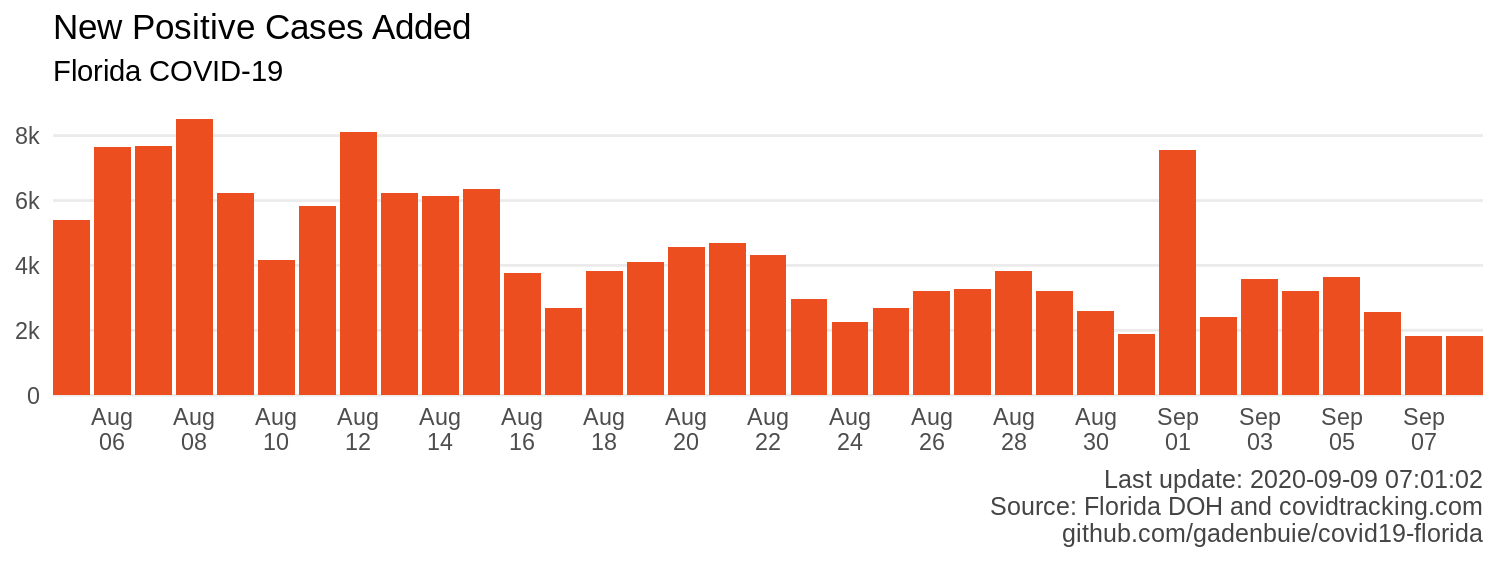 New Positive Cases Added
Florida COVID-19
8k
6k
4k
2k
0
Aug Aug Aug Aug Aug Aug Aug Aug Aug Aug Aug Aug Aug Sep Sep Sep Sep
06 08 10 12 14 16 18 20 22 24 26 28 30 01 03 05 07
Last update: 2020-09-09 07:01:02
Source: Florida DOH and covidtracking.com
github.com/gadenbuie/covid19-florida